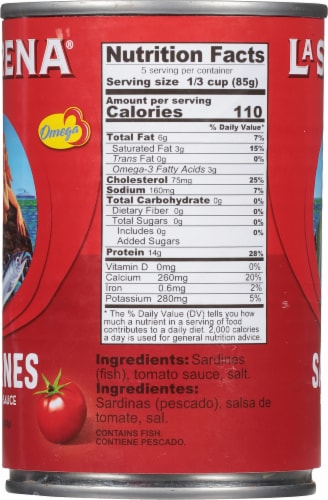 RENA®
LA S
Omega 3
Nutrition Facts
5 serving per container
Serving size 1/3 cup (85g)
Amount per serving
Calories 110
% Daily Value*
Total Fat 6g 7%
Saturated Fat 3g 15%
Trans Fat 0g 0%
Omega-3 Fatty Acids 3g
Cholesterol 75mg 25%
Sodium 160mg 7%
Total Carbohydrate 0g 0%
Dietary Fiber 0g 0%
Total Sugars 0g 0%
Includes 0g 0%
Added Sugars
Protein 14g 28%
Vitamin D 0mg 0%
Calcium 260mg 20%
Iron 0.6mg 2%
Potassium 280mg 5%
* The % Daily Value (DV) tells you how
much a nutrient in a serving of food
contributes to a daily diet. 2,000 calories
a day is used for general nutrition advice.
Ingredients: Sardines
(fish), tomato sauce, salt.
Ingredientes:
Sardinas (pescado), salsa de
tomate, sal.
CONTAINS FISH.
CONTIENE PESCADO.
NES
SAUCE
S